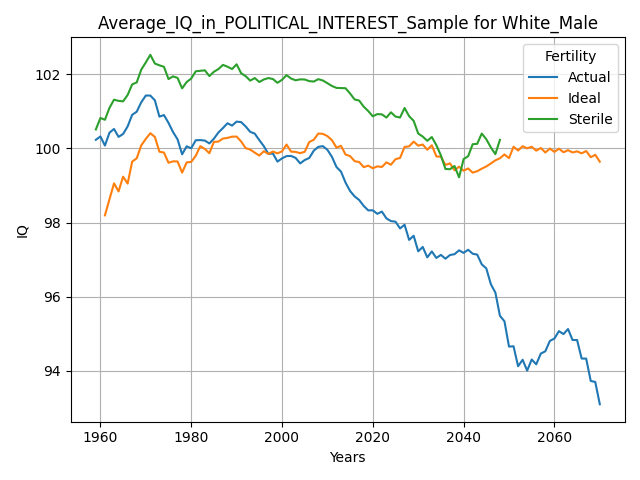 Average_IQ_in_POLITICAL_INTEREST_Sample for White_Male
Fertility
Actual
Ideal
Sterile
IQ
102
100
98
96
94
1960
1980
2000
2020
2040
2060
Years